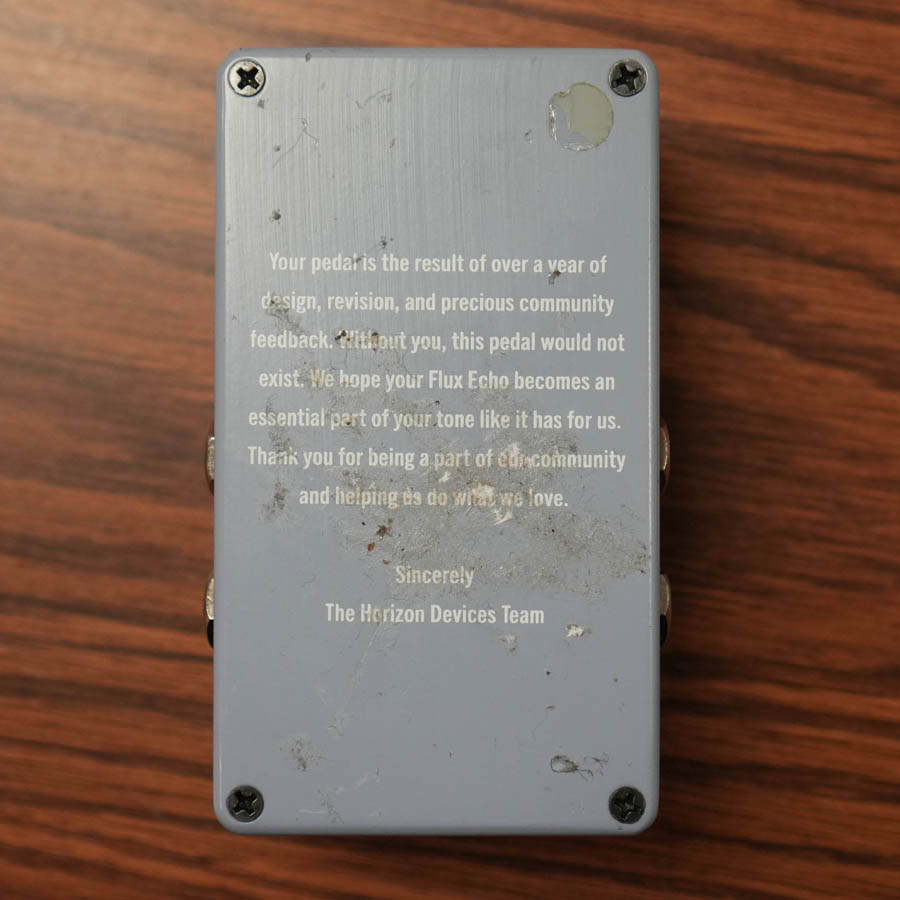 Your pedal is the result of over a year of
design, revision, and precious community
feedback. Without you, this pedal would not
exist. We hope your Flux Echo becomes an
essential part of your tone like it has for us.
Thank you for being a part of our community
and helping us do what we love.
Sincerely
The Horizon Devices Team